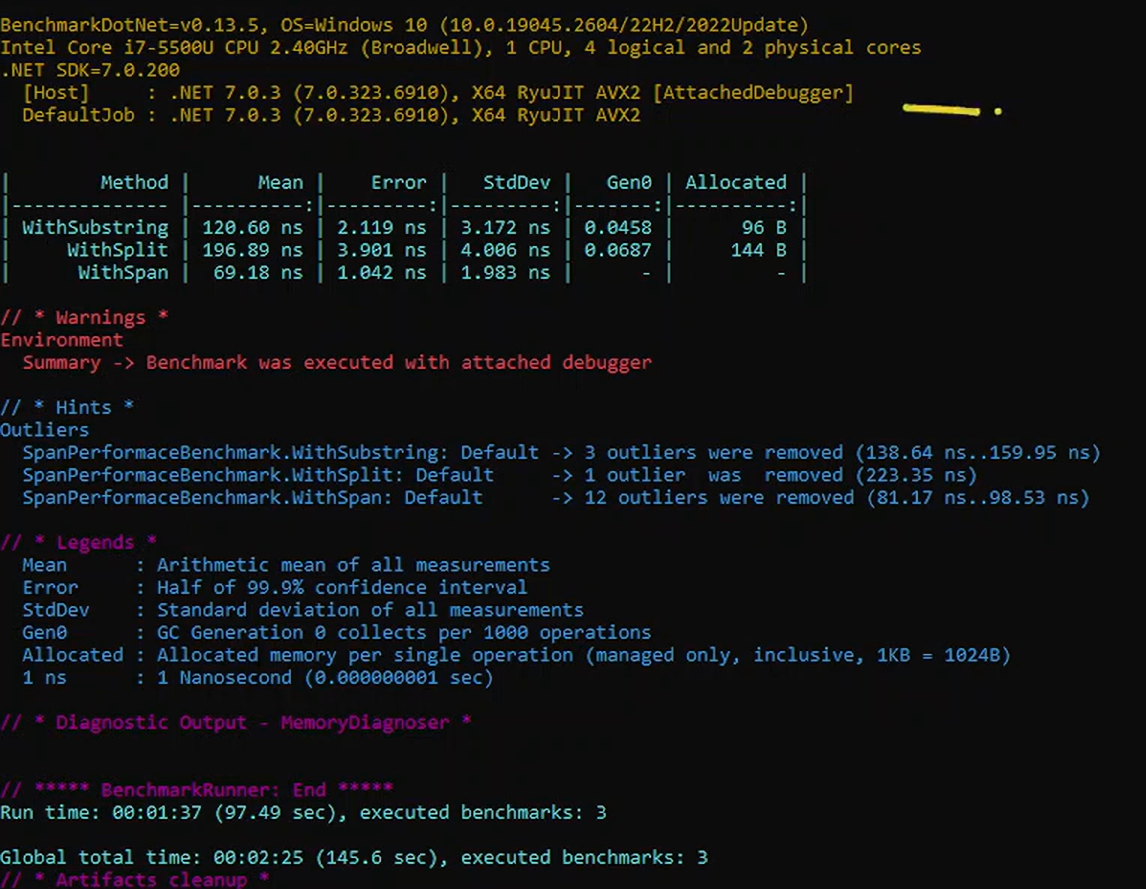 BenchmarkDotNet=v0.13.5, OS=Windows 10 (10.0.19045.2604/22H2/2022Update)
Intel Core i7-5500U CPU 2.40GHz (Broadwell), 1 CPU, 4 logical and 2 physical cores
.NET SDK=7.0.200
  [Host]     : .NET 7.0.3 (7.0.323.6910), X64 RyuJIT AVX2 [AttachedDebugger]
  DefaultJob : .NET 7.0.3 (7.0.323.6910), X64 RyuJIT AVX2
|        Method |      Mean |    Error |   StdDev |   Gen0 | Allocated |
|-------------- |----------:|---------:|---------:|-------:|----------:|
| WithSubstring | 120.60 ns | 2.119 ns | 3.172 ns | 0.0458 |      96 B |
|     WithSplit | 196.89 ns | 3.901 ns | 4.006 ns | 0.0687 |     144 B |
|      WithSpan |  69.18 ns | 1.042 ns | 1.983 ns |      - |         - |
// * Warnings *
Environment
  Summary -> Benchmark was executed with attached debugger
// * Hints *
Outliers
  SpanPerformaceBenchmark.WithSubstring: Default -> 3 outliers were removed (138.64 ns..159.95 ns)
  SpanPerformaceBenchmark.WithSplit: Default     -> 1 outlier  was  removed (223.35 ns)
  SpanPerformaceBenchmark.WithSpan: Default      -> 12 outliers were removed (81.17 ns..98.53 ns)
// * Legends *
  Mean      : Arithmetic mean of all measurements
  Error     : Half of 99.9% confidence interval
  StdDev    : Standard deviation of all measurements
  Gen0      : GC Generation 0 collects per 1000 operations
  Allocated : Allocated memory per single operation (managed only, inclusive, 1KB = 1024B)
  1 ns      : 1 Nanosecond (0.000000001 sec)
// * Diagnostic Output - MemoryDiagnoser *
// ***** BenchmarkRunner: End *****
Run time: 00:01:37 (97.49 sec), executed benchmarks: 3
Global total time: 00:02:25 (145.6 sec), executed benchmarks: 3
// * Artifacts cleanup *